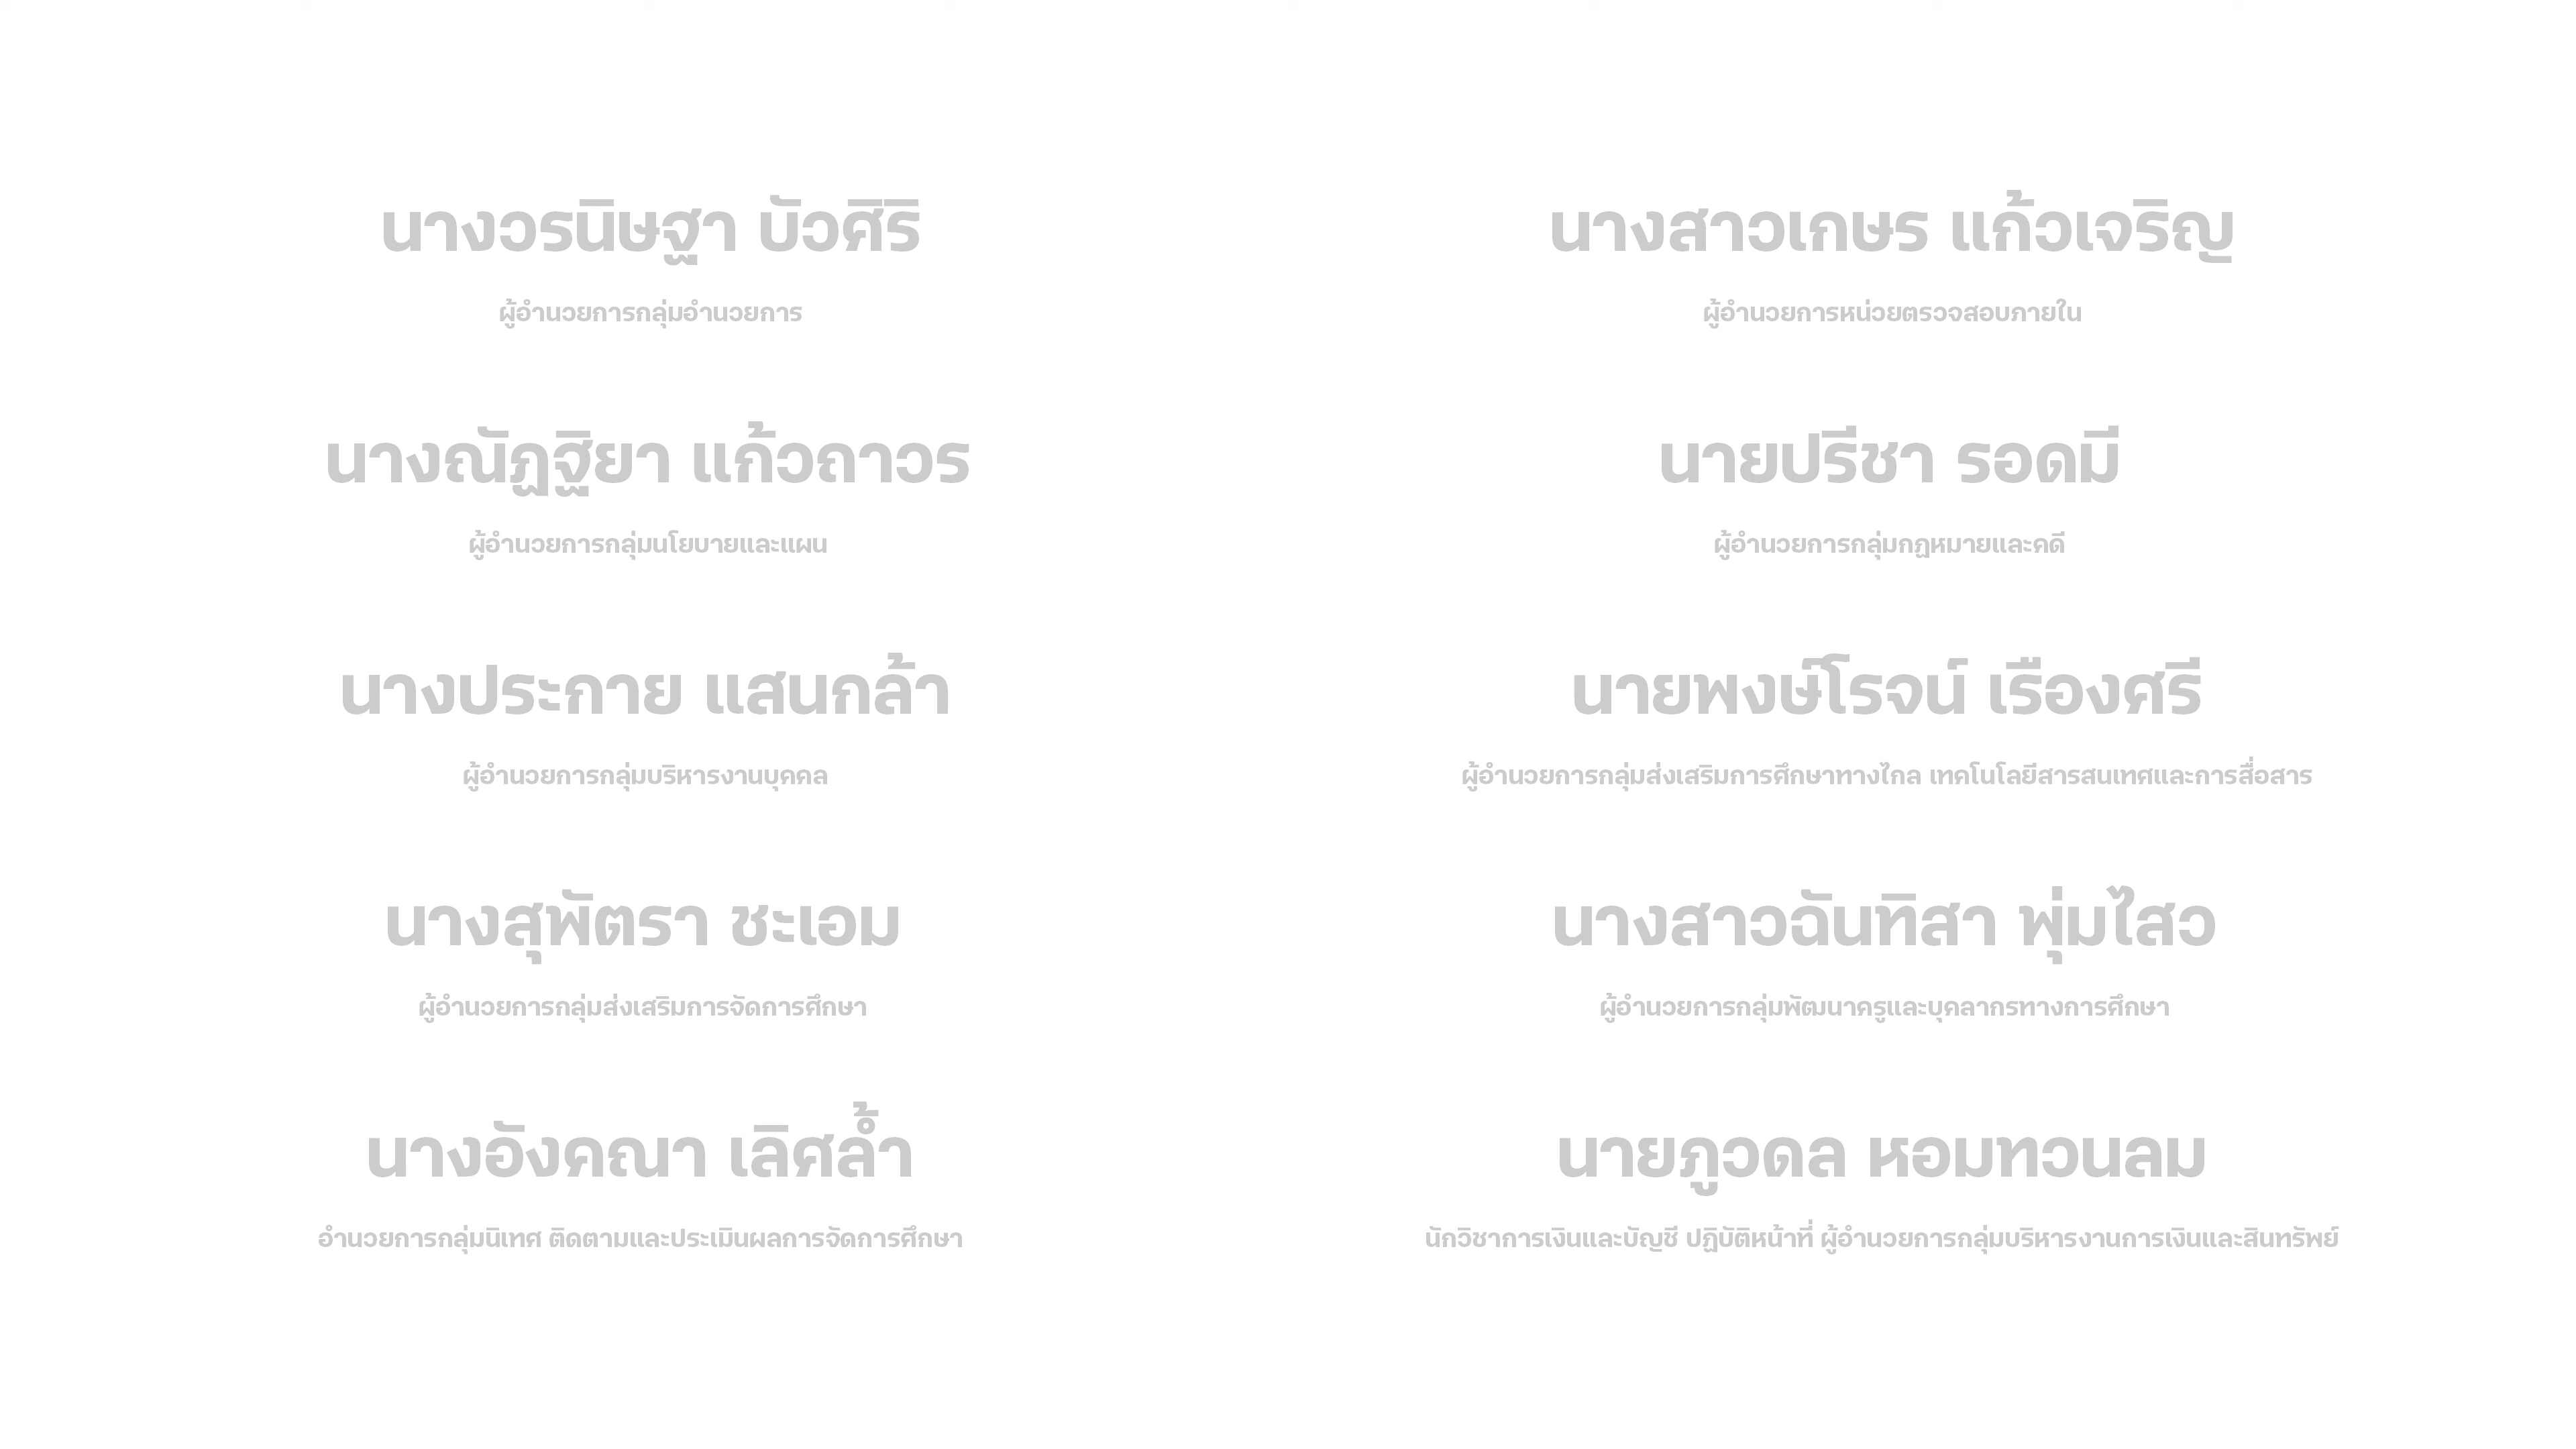 นางวรนิษฐา บัวศิริ
ผู้อำนวยการกลุ่มอำนวยการ
นางณัฏฐิยา แก้วถาวร
ผู้อำนวยการกลุ่มนโยบายและแผน
นางประกาย แสนกล้า
ผู้อำนวยการกลุ่มบริหารงานบุคคล
นางสุพัตรา ชะเอม
ผู้อำนวยการกลุ่มส่งเสริมการจัดการศึกษา
นางอังคณา เลิศล้ำ
อำนวยการกลุ่มนิเทศ ติดตามและประเมินผลการจัดการศึกษา
นางสาวเกษร แก้วเจริญ
ผู้อำนวยการหน่วยตรวจสอบภายใน
นายปรีชา รอดมี
ผู้อำนวยการกลุ่มกฏหมายและคดี
นายพงษ์โรจน์ เรืองศรี
ผู้อำนวยการกลุ่มส่งเสริมการศึกษาทางไกล เทคโนโลยีสารสนเทศและการสื่อสาร
นางสาวฉันทิสา พุ่มไสว
ผู้อำนวยการกลุ่มพัฒนาครูและบุคลากรทางการศึกษา
นายภูวดล หอมทวนลม
นักวิชาการเงินและบัญชี ปฏิบัติหน้าที่ ผู้อำนวยการกลุ่มบริหารงานการเงินและสินทรัพย์